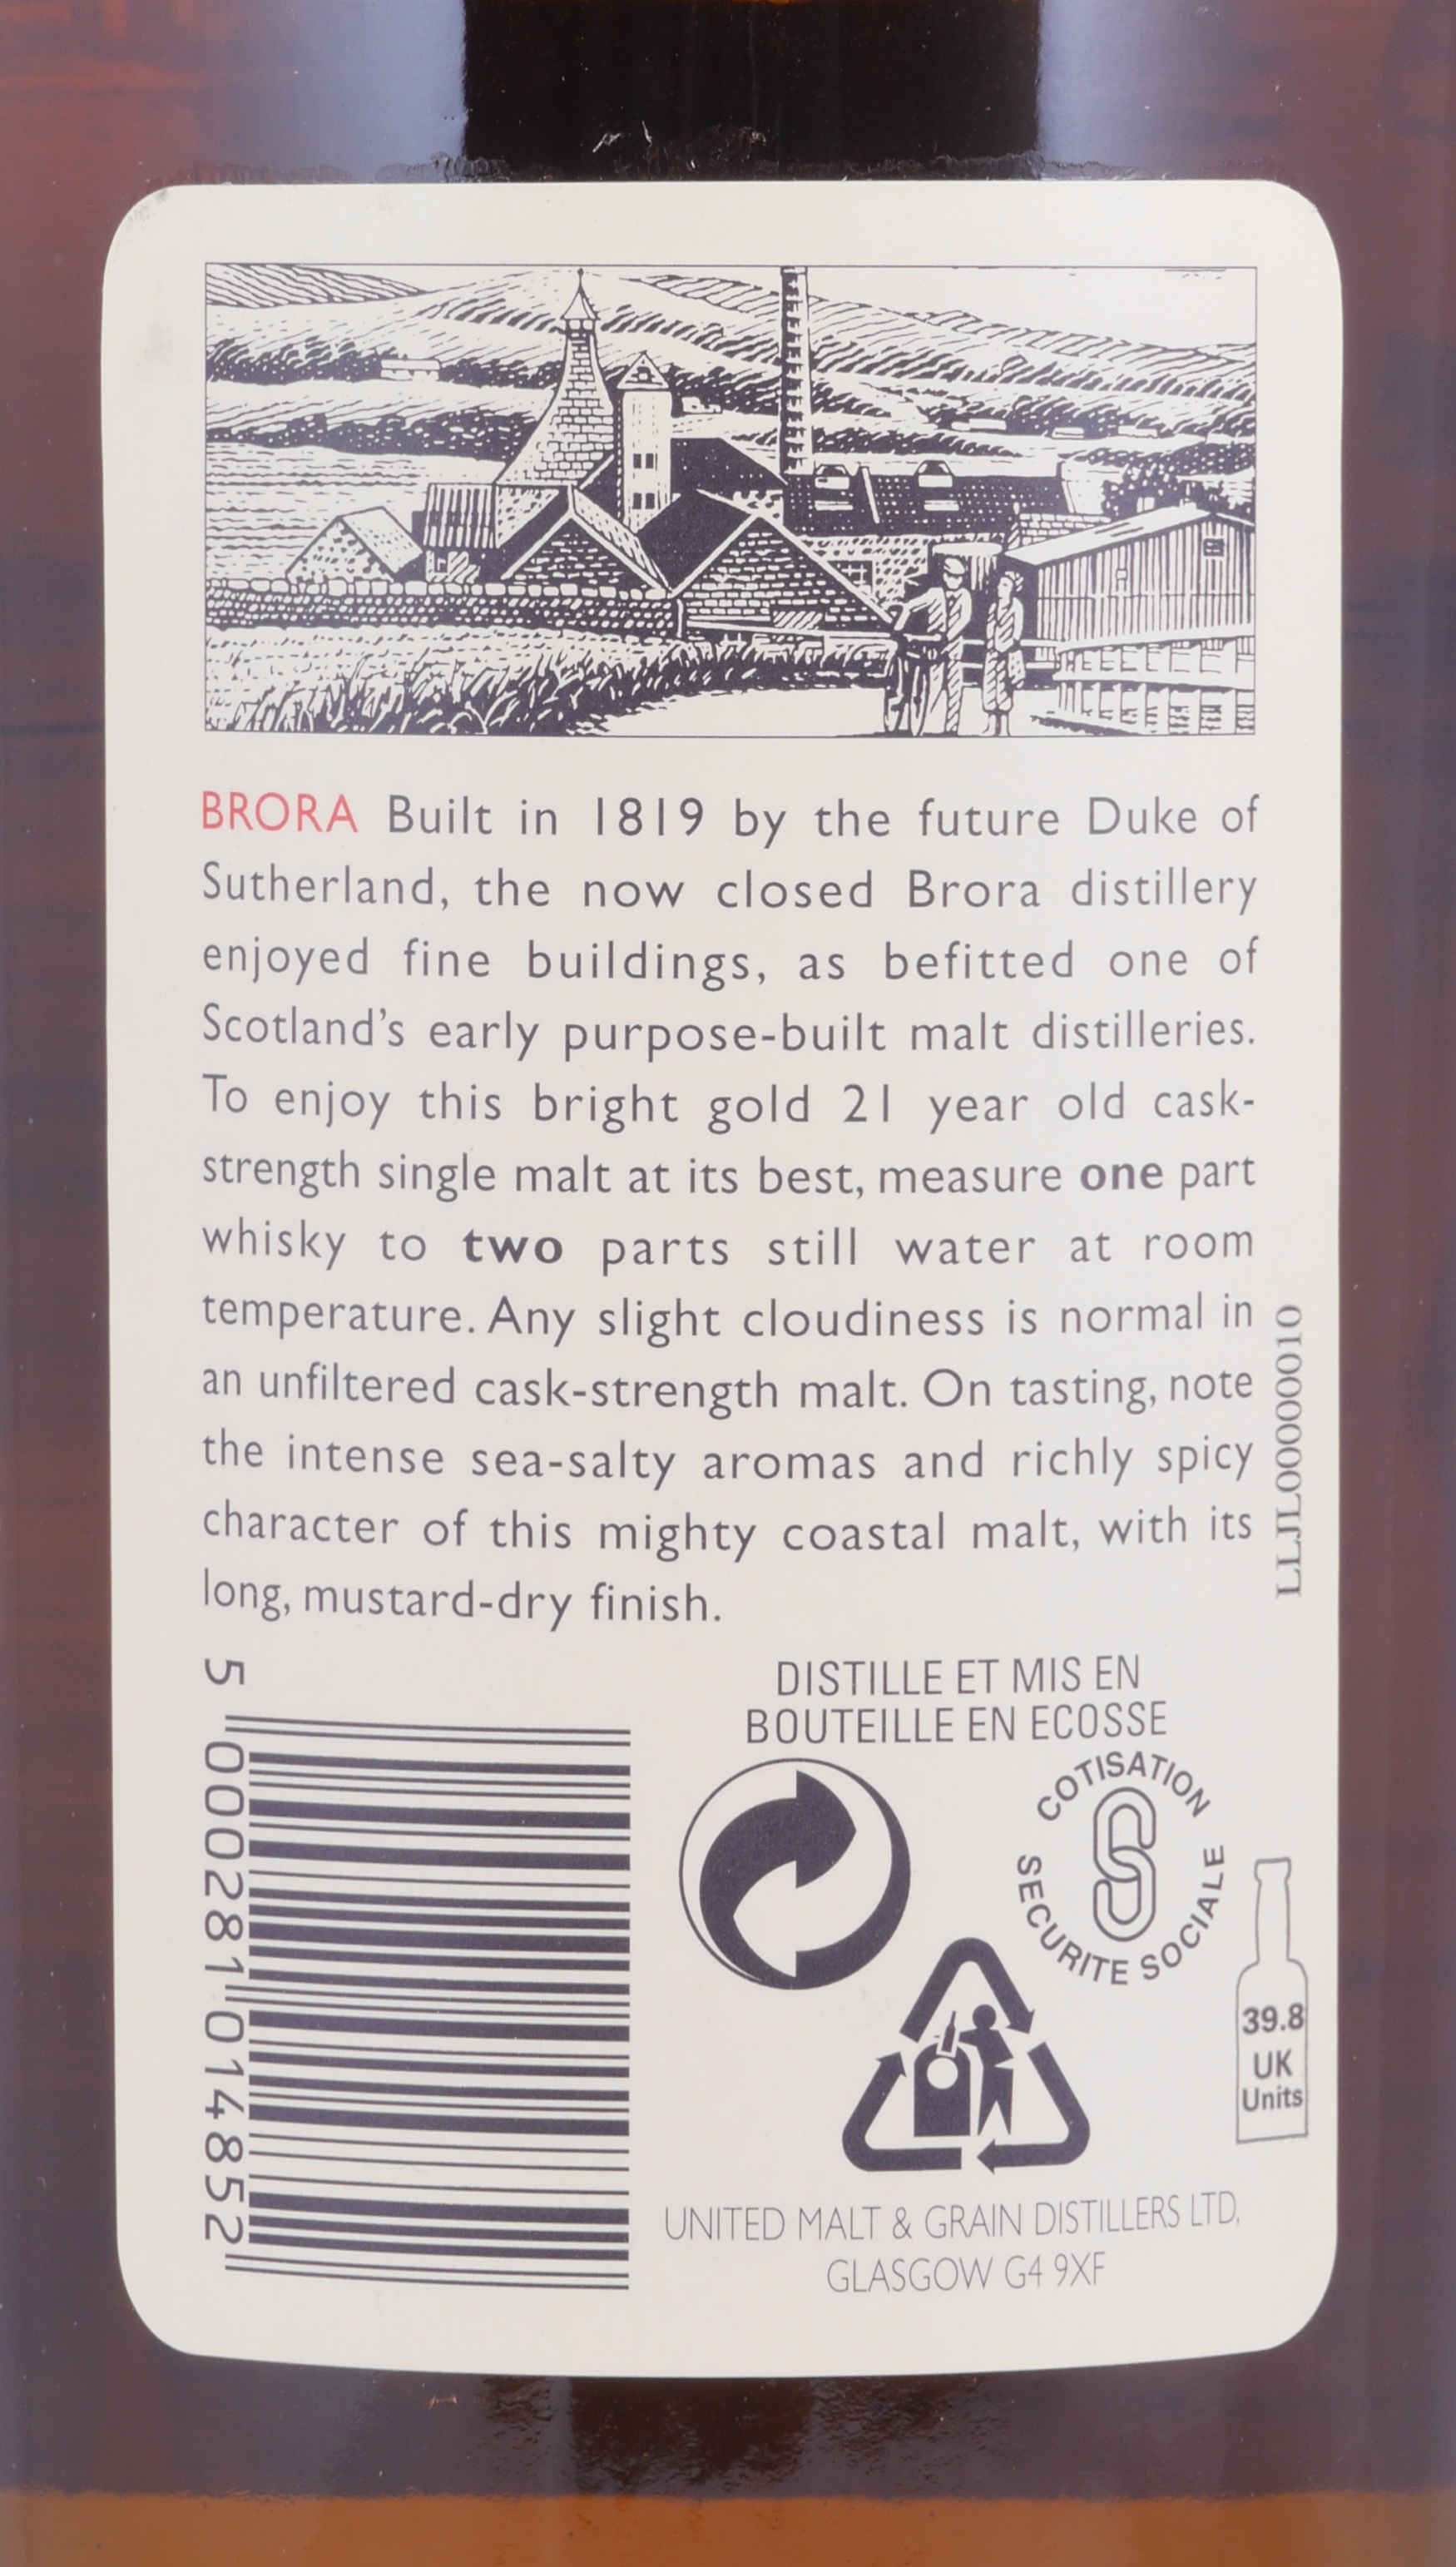 BRORA Built in 1819 by the future Duke of
Sutherland, the now closed Brora distillery
enjoyed fine buildings, as befitted one of
Scotland's early purpose-built malt distilleries.
To enjoy this bright gold 21 year old cask-
strength single malt at its best, measure one part
whisky to two parts still water at room
temperature. Any slight cloudiness is normal in
an unfiltered cask-strength malt. On tasting, note
the intense sea-salty aromas and richly spicy
character of this mighty coastal malt, with its
long, mustard-dry finish.
LLJL00000010
5 000281 014852
DISTILLE ET MIS EN
BOUTEILLE EN ECOSSE
COTISATION
SECURITE SOCIALE
39.8
UK
Units
UNITED MALT & GRAIN DISTILLERS LTD,
GLASGOW G4 9XF